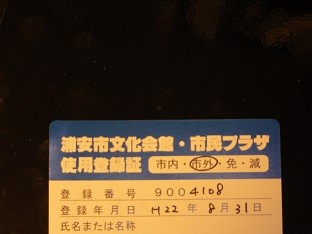 浦安市文化会館・市民プラザ
使用登録証 市内・市外・免・減
登録番号 9004108
登録年月日 H22年8月31日
氏名または名称